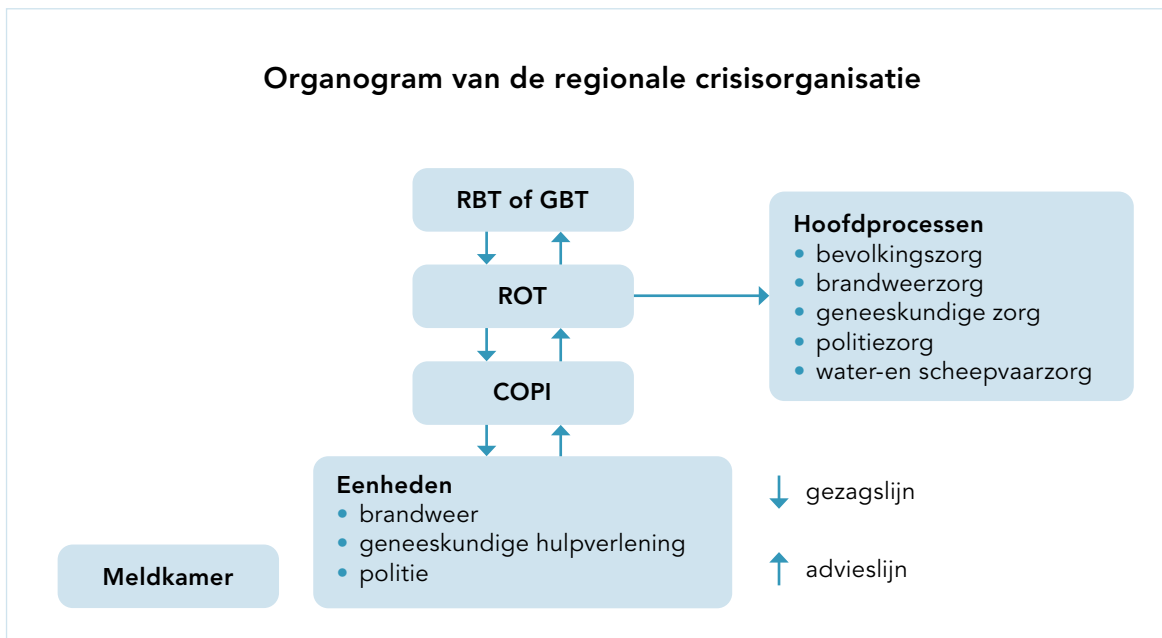 Organogram van de regionale crisisorganisatie
RBT of GBT
ROT
COPI
Hoofdprocessen
• bevolkingszorg
• brandweerzorg
• geneeskundige zorg
• politiezorg
• water-en scheepvaarzorg
Eenheden
• brandweer
• geneeskundige hulpverlening
• politie
Meldkamer
gezagslijn
advieslijn